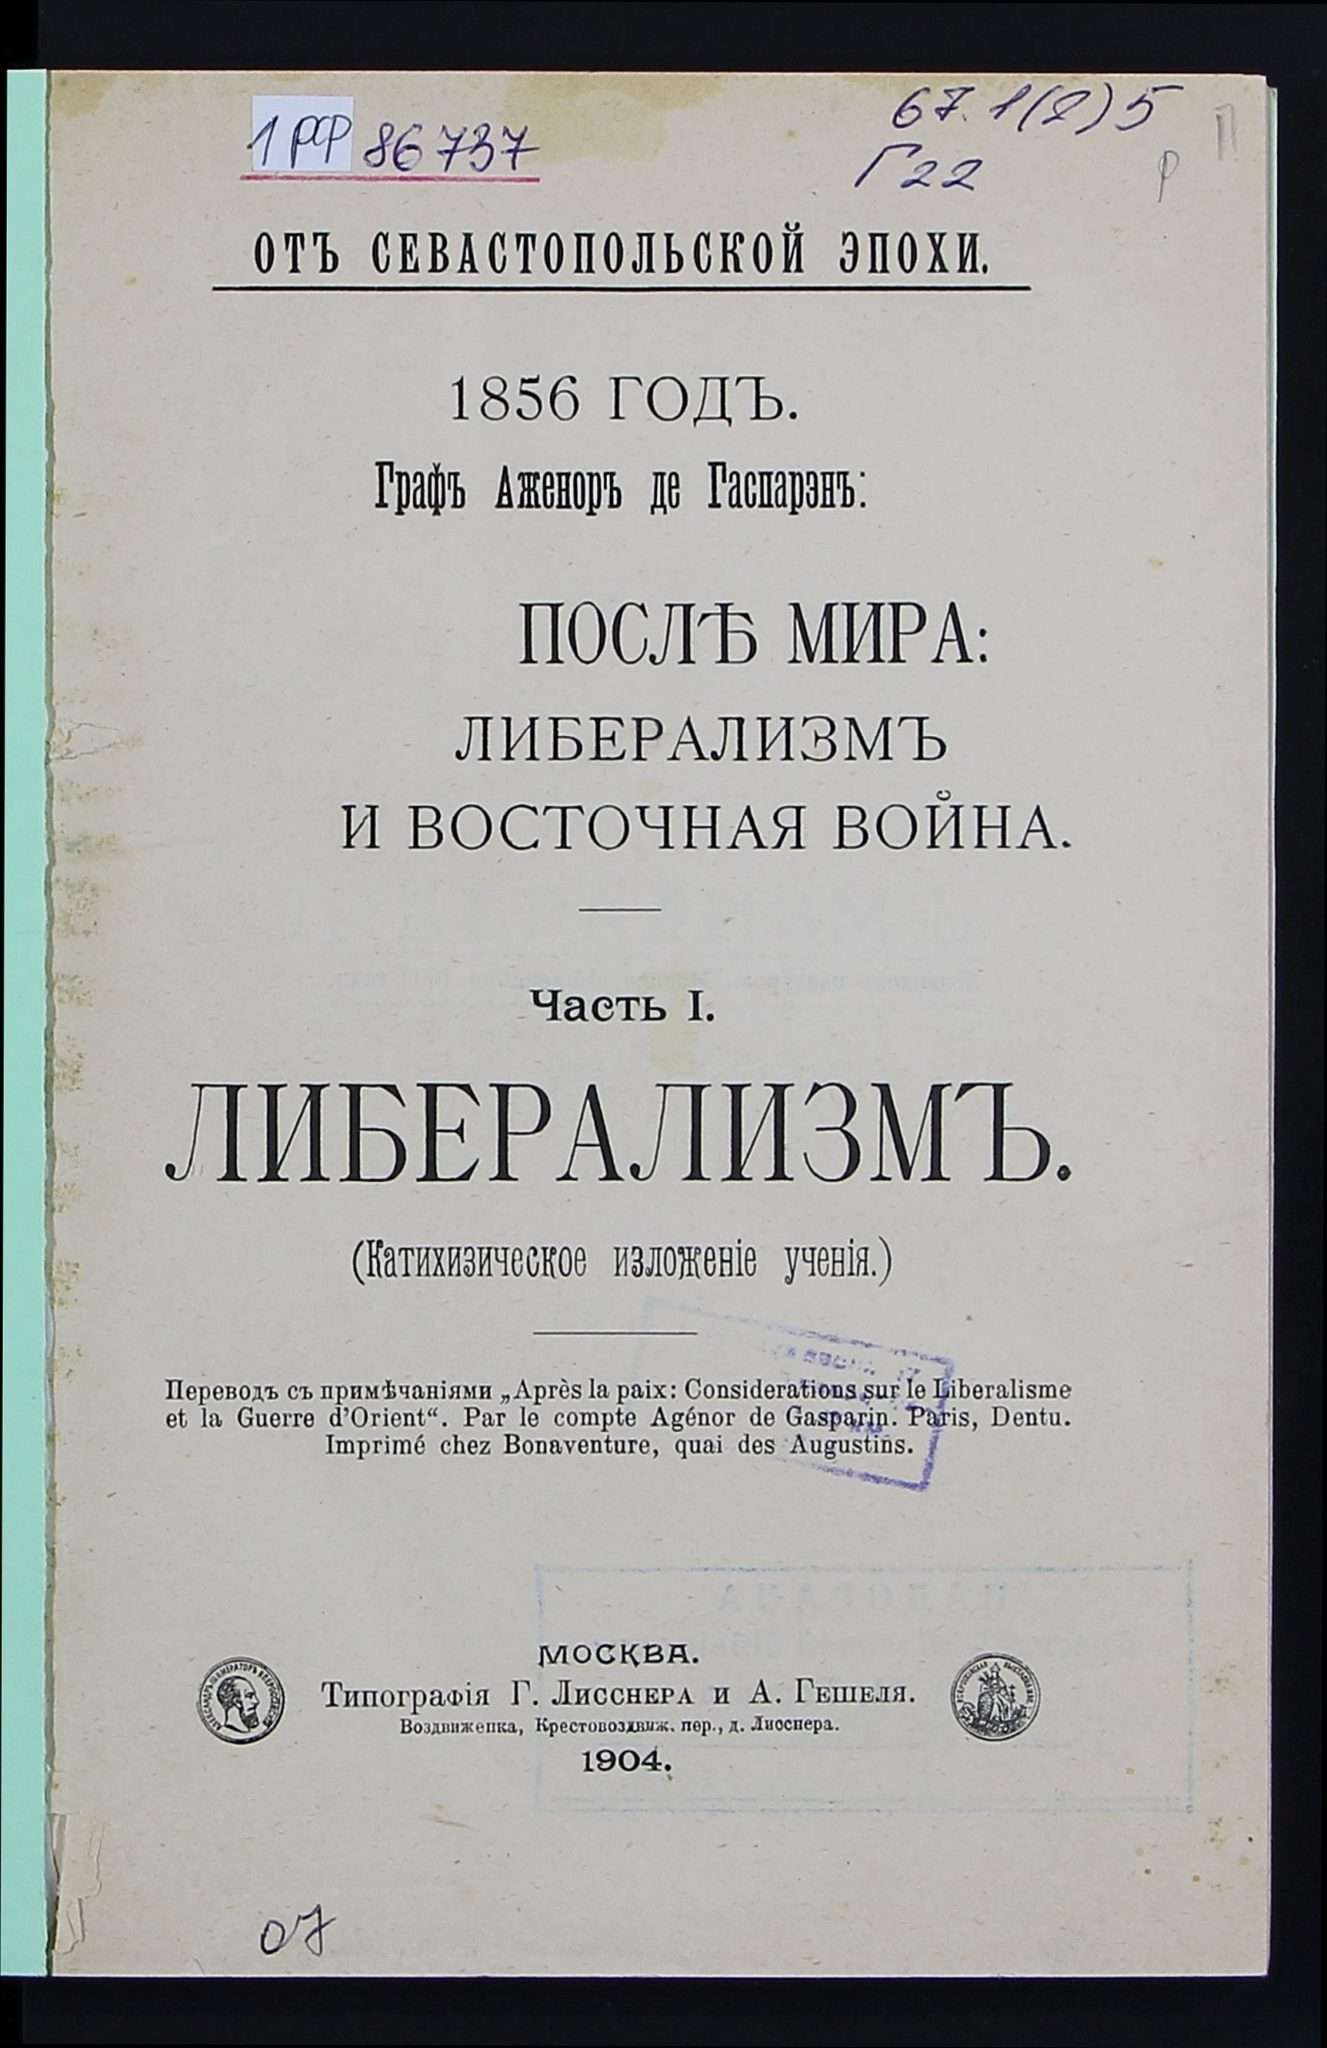 1 рф 86737
67.1(2)5
Г22
П
р
ОТЪ СЕВАСТОПОЛЬСКОЙ ЭПОХИ.
1856 ГОДЪ.
Графъ Аженоръ де Гаспарэнъ:
ПОСЛѢ МИРА:
ЛИБЕРАЛИЗМЪ
И ВОСТОЧНАЯ ВОЙНА.
Часть I.
ЛИБЕРАЛИЗМЪ.
(Катихизическое изложеніе ученія.)
Переводъ съ примѣчаніями „Après la paix: Considerations sur le Liberalisme
et la Guerre d'Orient“. Par le compte Agénor de Gasparin. Paris, Dentu.
Imprimé chez Bonaventure, quai des Augustins.
МОСКВА.
Типографія Г. Лисснера и А. Гешеля.
Воздвиженка, Крестовоздвиж. пер., д. Лисснера.
1904.
07